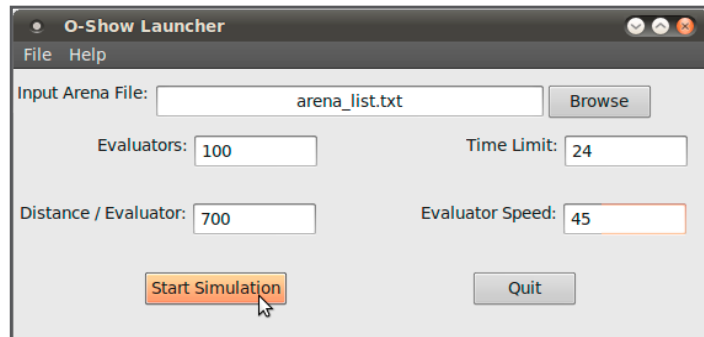 O-Show Launcher
File Help
Input Arena File: arena_list.txt Browse
Evaluators: 100 Time Limit: 24
Distance / Evaluator: 700 Evaluator Speed: 45
Start Simulation Quit